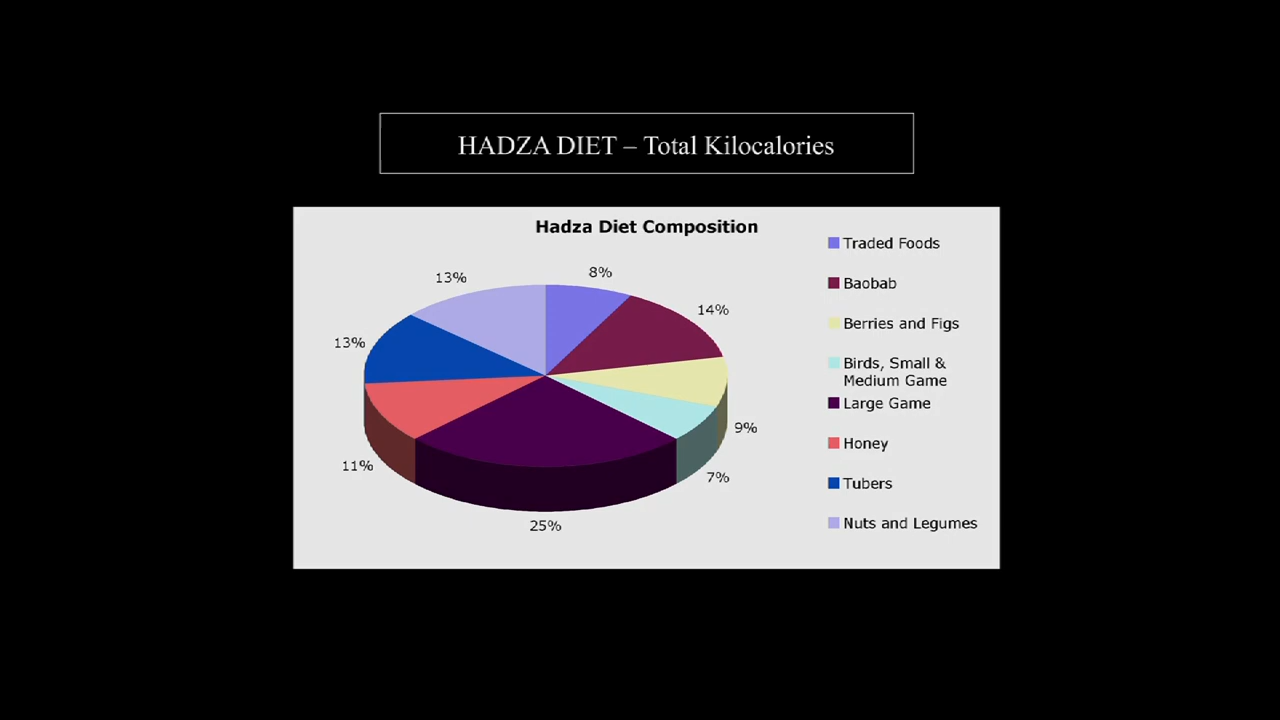 HADZA DIET – Total Kilocalories
Hadza Diet Composition
13%
8%
14%
13%
9%
11%
7%
25%
Traded Foods
Baobab
Berries and Figs
Birds, Small &
Medium Game
Large Game
Honey
Tubers
Nuts and Legumes